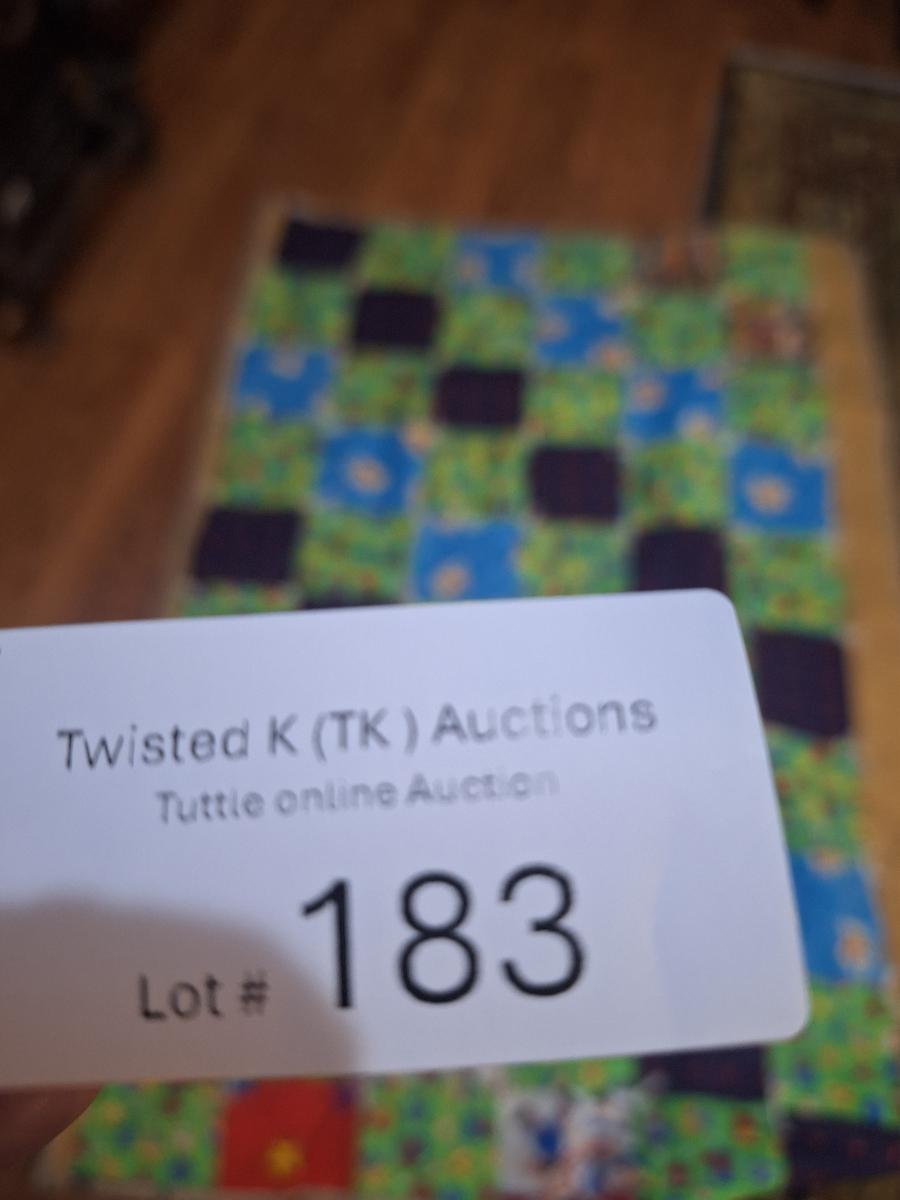 Twisted K (TK ) Auctions
Tuttle online Auction
Lot # 183